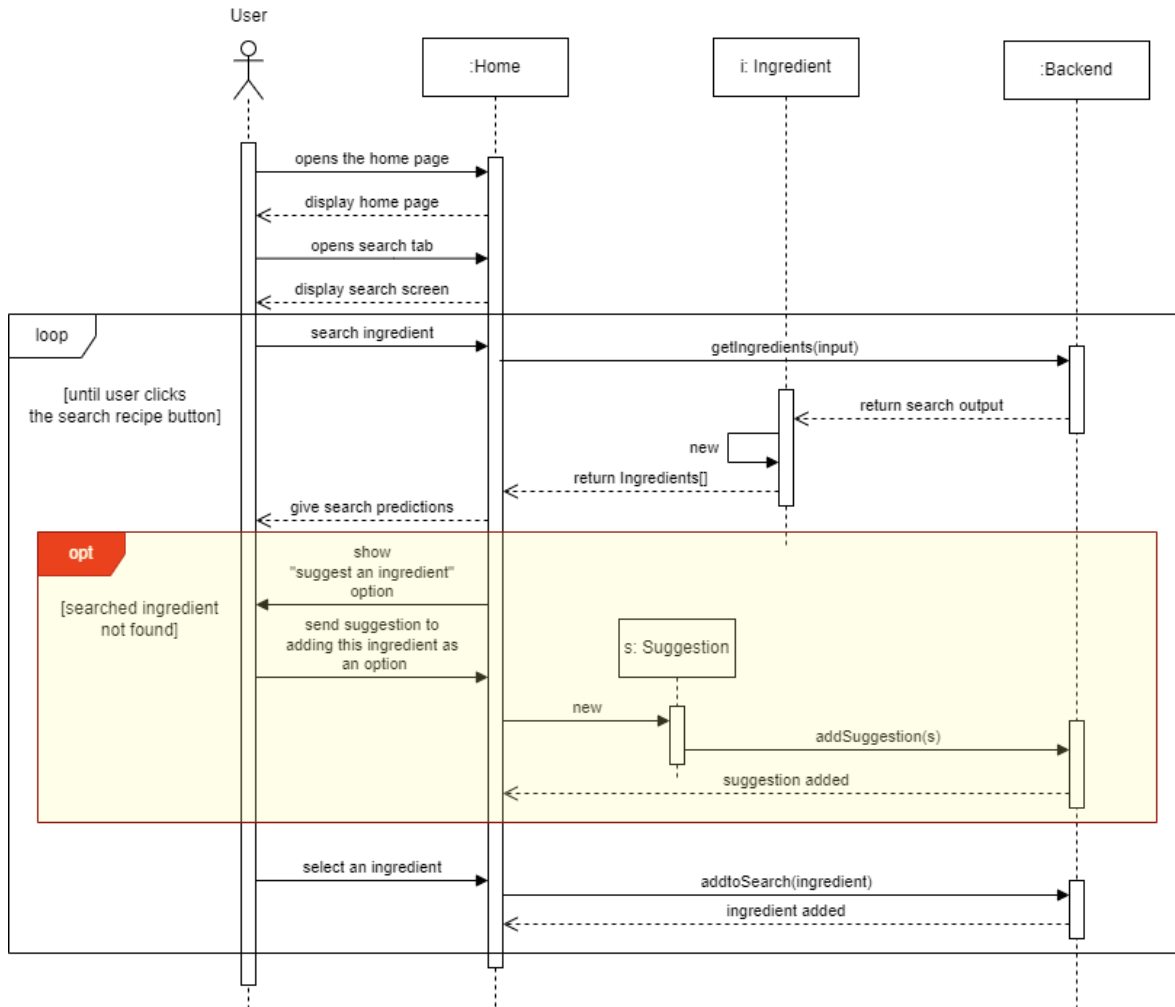 User
:Home
i: Ingredient
:Backend
opens the home page
display home page
opens search tab
display search screen
loop
search ingredient
getIngredients(input)
[until user clicks
the search recipe button]
return search output
new
return Ingredients[]
give search predictions
opt
show
"suggest an ingredient"
option
[searched ingredient
not found]
send suggestion to
adding this ingredient as
an option
s: Suggestion
new
addSuggestion(s)
suggestion added
select an ingredient
addtoSearch(ingredient)
ingredient added